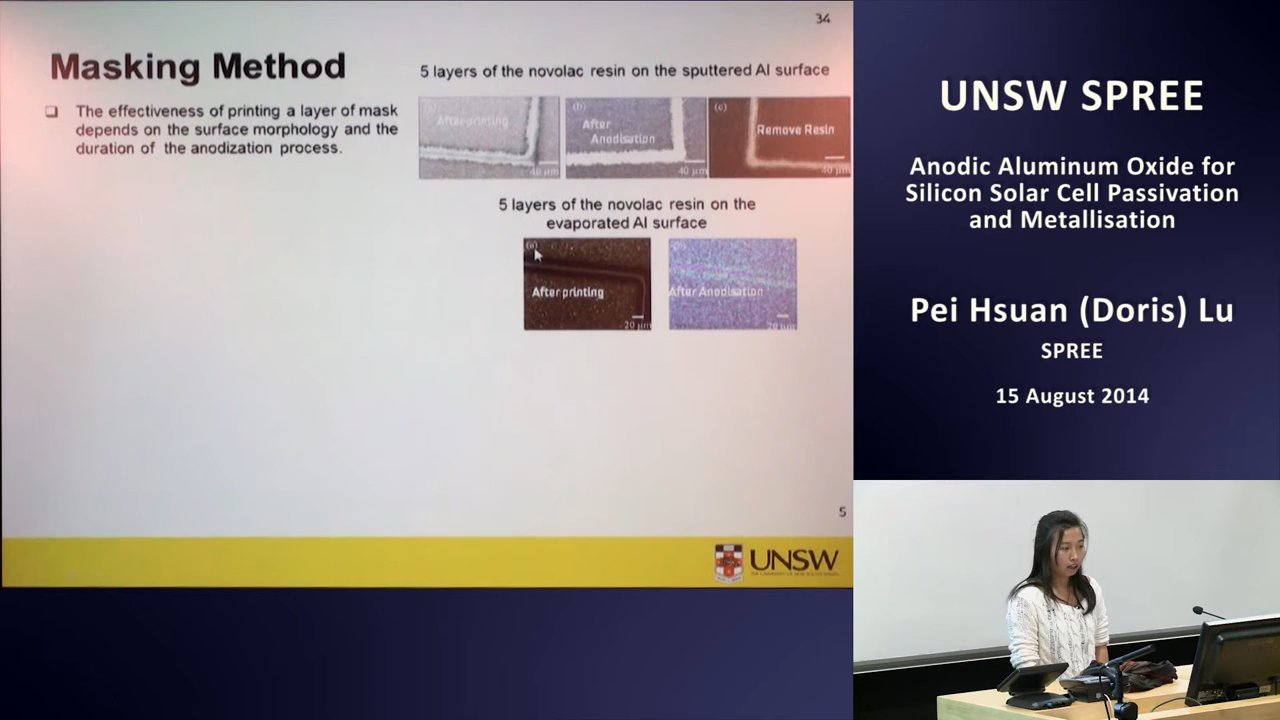 34
Masking Method
❑ The effectiveness of printing a layer of mask
depends on the surface morphology and the
duration of the anodization process.
5 layers of the novolac resin on the sputtered Al surface
After printing
40 μm
(b)
After
Anodisation
40 μm
(c)
Remove Resin
40 μm
5 layers of the novolac resin on the
evaporated Al surface
(a)
After printing
20 μm
After Anodisation
20 μm
5
UNSW
UNSW SPREE
Anodic Aluminum Oxide for
Silicon Solar Cell Passivation
and Metallisation
Pei Hsuan (Doris) Lu
SPREE
15 August 2014